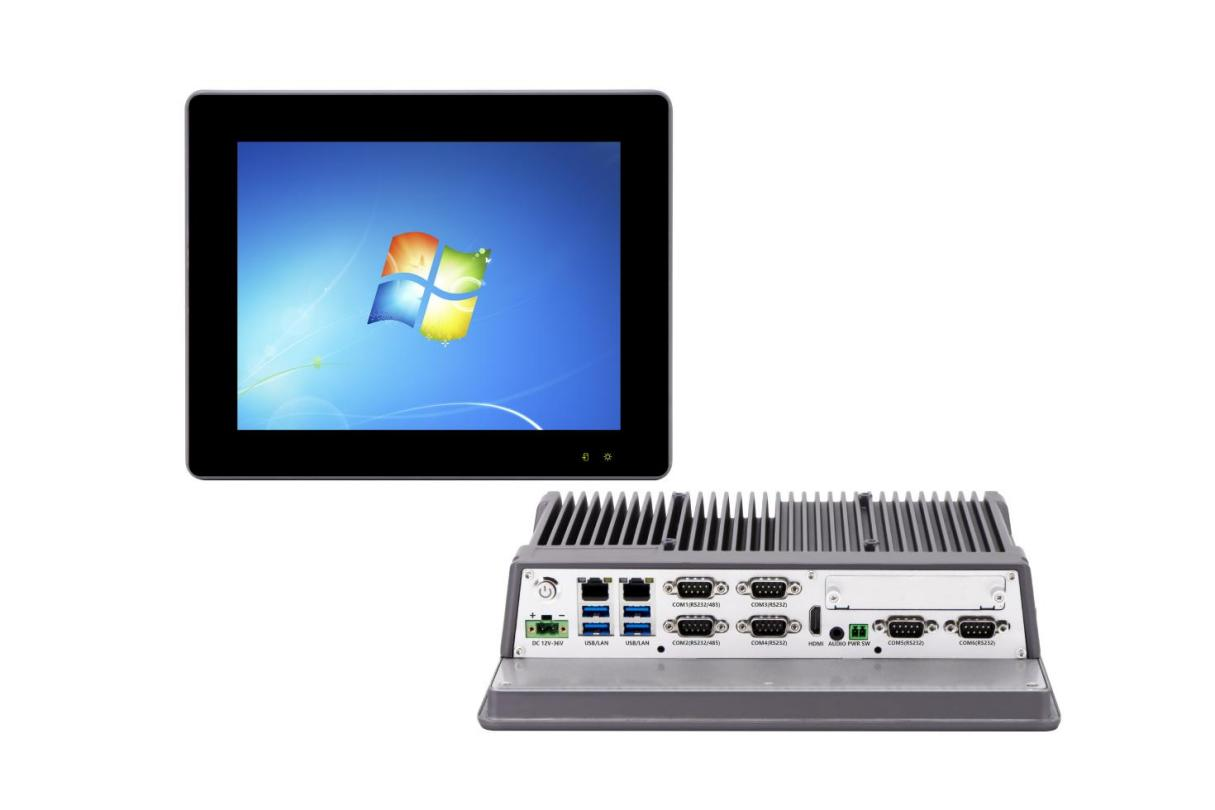 COM1(RS232/485)
COM3(RS232)
+ −
DC 12V-36V
USB/LAN
USB/LAN
COM2(RS232/485)
COM4(RS232)
HDMI
AUDIO
PWR SW
COM5(RS232)
COM6(RS232)